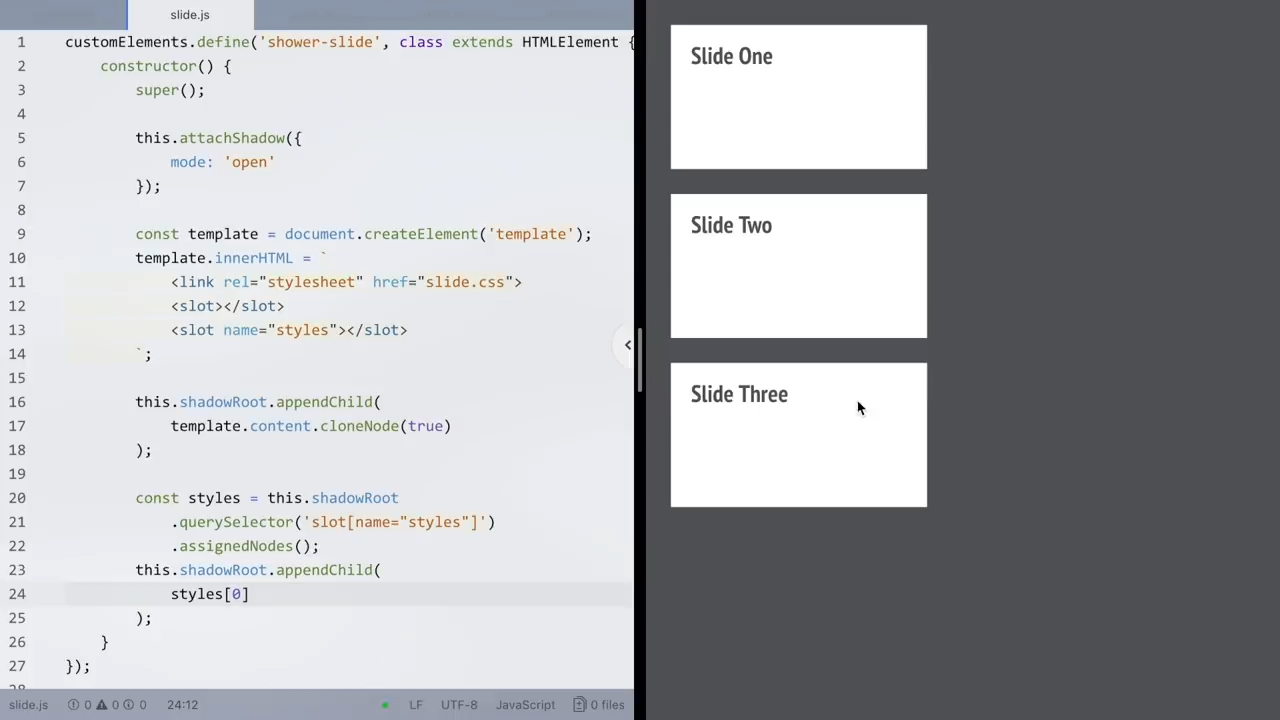 slide.js
1 customElements.define('shower-slide', class extends HTMLElement {
2 constructor() {
3 super();
4
5 this.attachShadow({
6 mode: 'open'
7 });
8
9 const template = document.createElement('template');
10 template.innerHTML = `
11 <link rel="stylesheet" href="slide.css">
12 <slot></slot>
13 <slot name="styles"></slot>
14 `;
15
16 this.shadowRoot.appendChild(
17 template.content.cloneNode(true)
18 );
19
20 const styles = this.shadowRoot
21 .querySelector('slot[name="styles"]')
22 .assignedNodes();
23 this.shadowRoot.appendChild(
24 styles[0]
25 );
26 }
27 });
28
slide.js 0 0 0 24:12 LF UTF-8 JavaScript 0 files
Slide One
Slide Two
Slide Three